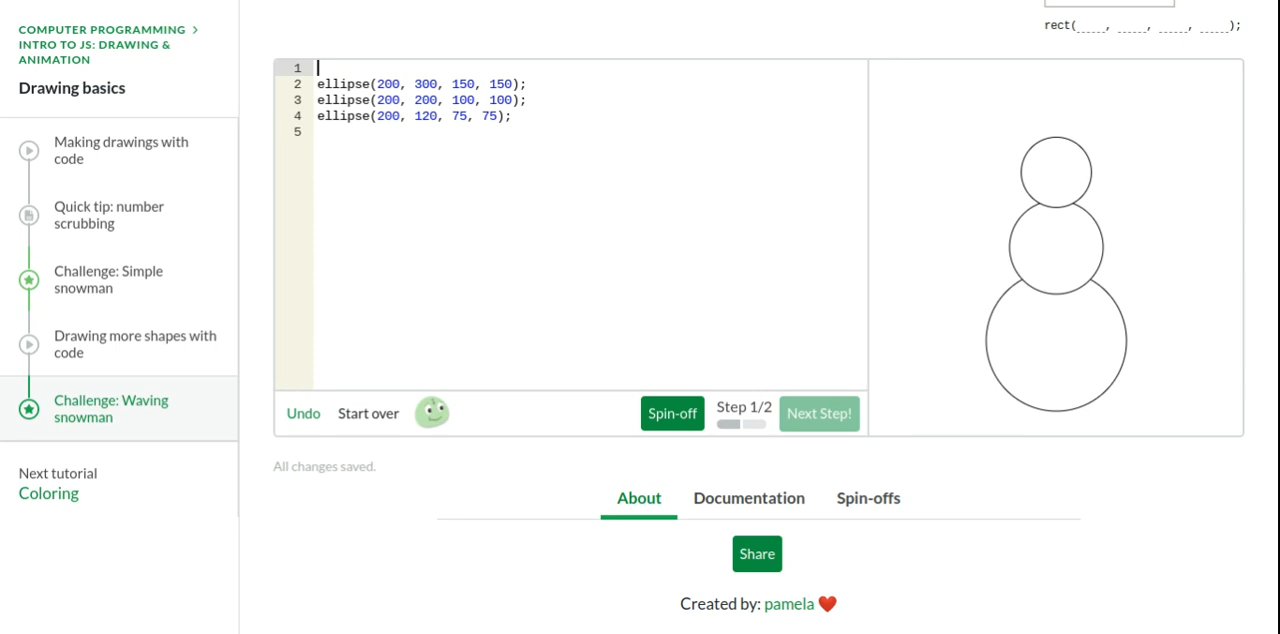 COMPUTER PROGRAMMING >
INTRO TO JS: DRAWING &
ANIMATION
Drawing basics
Making drawings with
code
Quick tip: number
scrubbing
Challenge: Simple
snowman
Drawing more shapes with
code
Challenge: Waving
snowman
Next tutorial
Coloring
rect(_____, _____, _____, _____);
1
2 ellipse(200, 300, 150, 150);
3 ellipse(200, 200, 100, 100);
4 ellipse(200, 120, 75, 75);
5
Undo Start over Spin-off Step 1/2 Next Step!
All changes saved.
About Documentation Spin-offs
Share
Created by: pamela ❤️